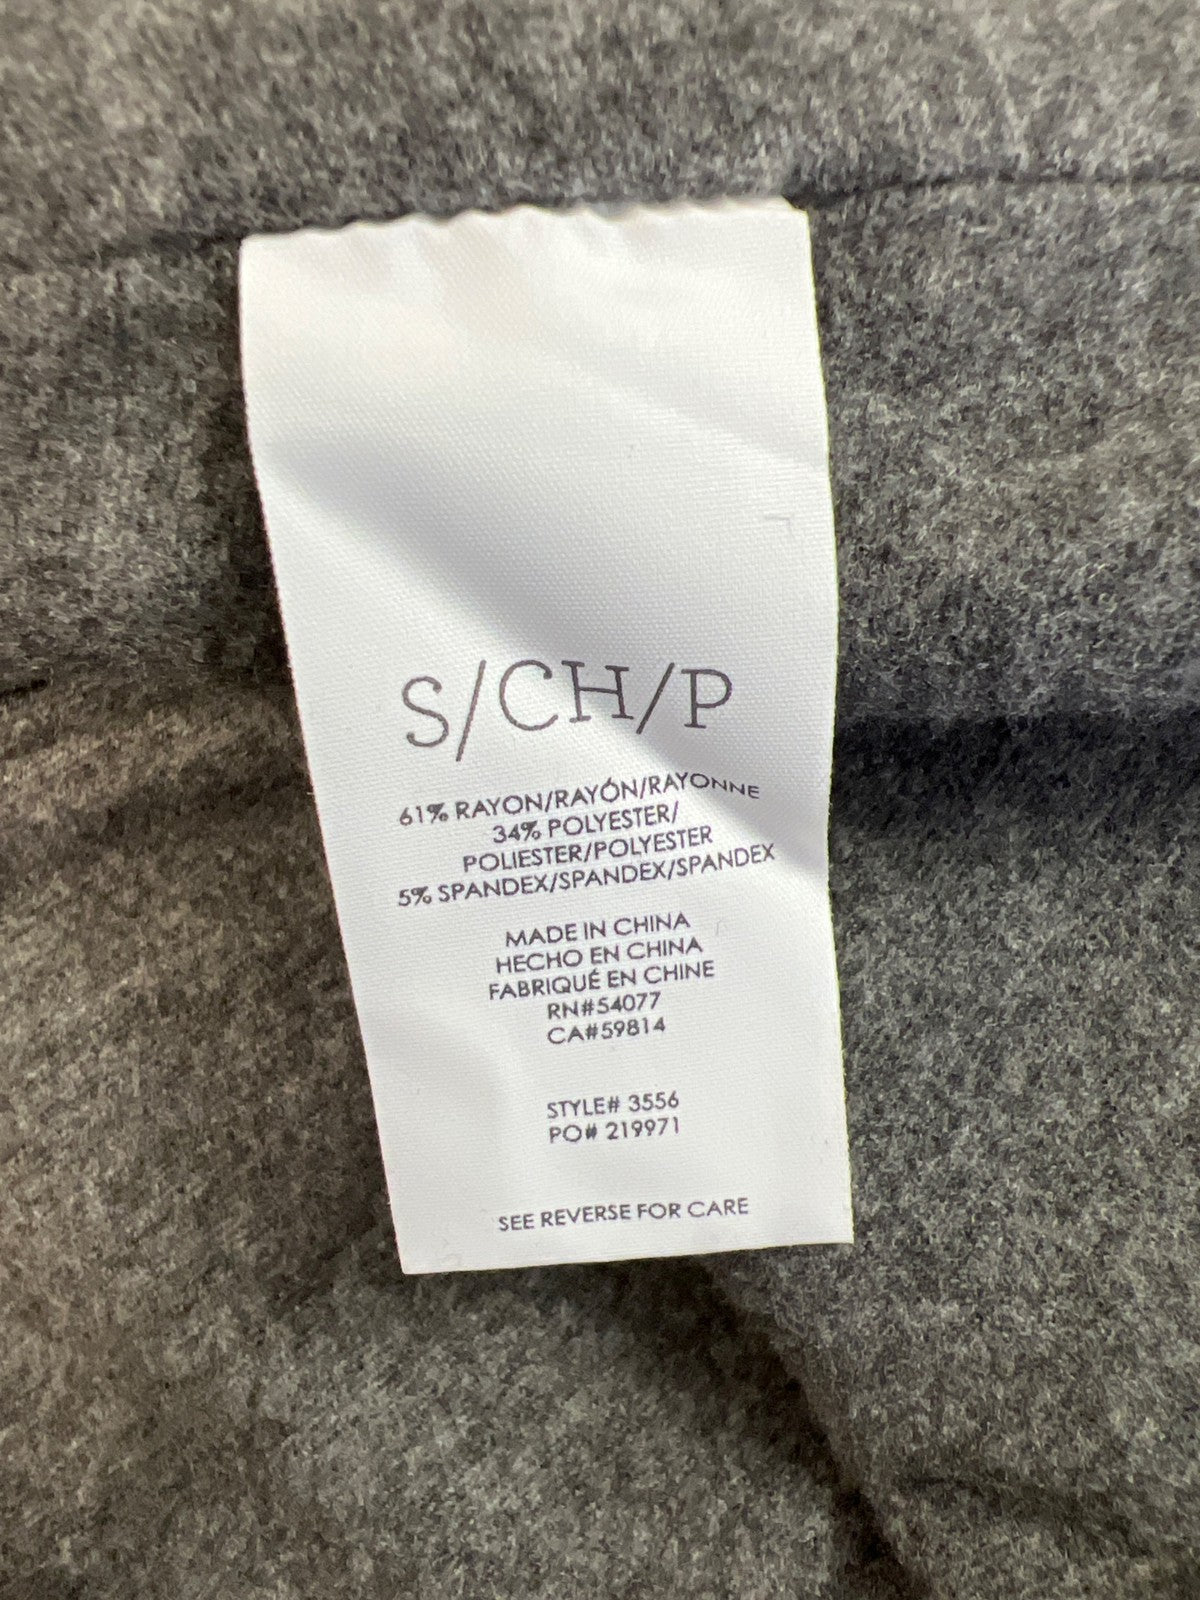 S/CH/P
61% RAYON/RAYÓN/RAYONNE
34% POLYESTER/
POLIESTER/POLYESTER
5% SPANDEX/SPANDEX/SPANDEX
MADE IN CHINA
HECHO EN CHINA
FABRIQUÉ EN CHINE
RN#54077
CA#59814
STYLE# 3556
PO# 219971
SEE REVERSE FOR CARE